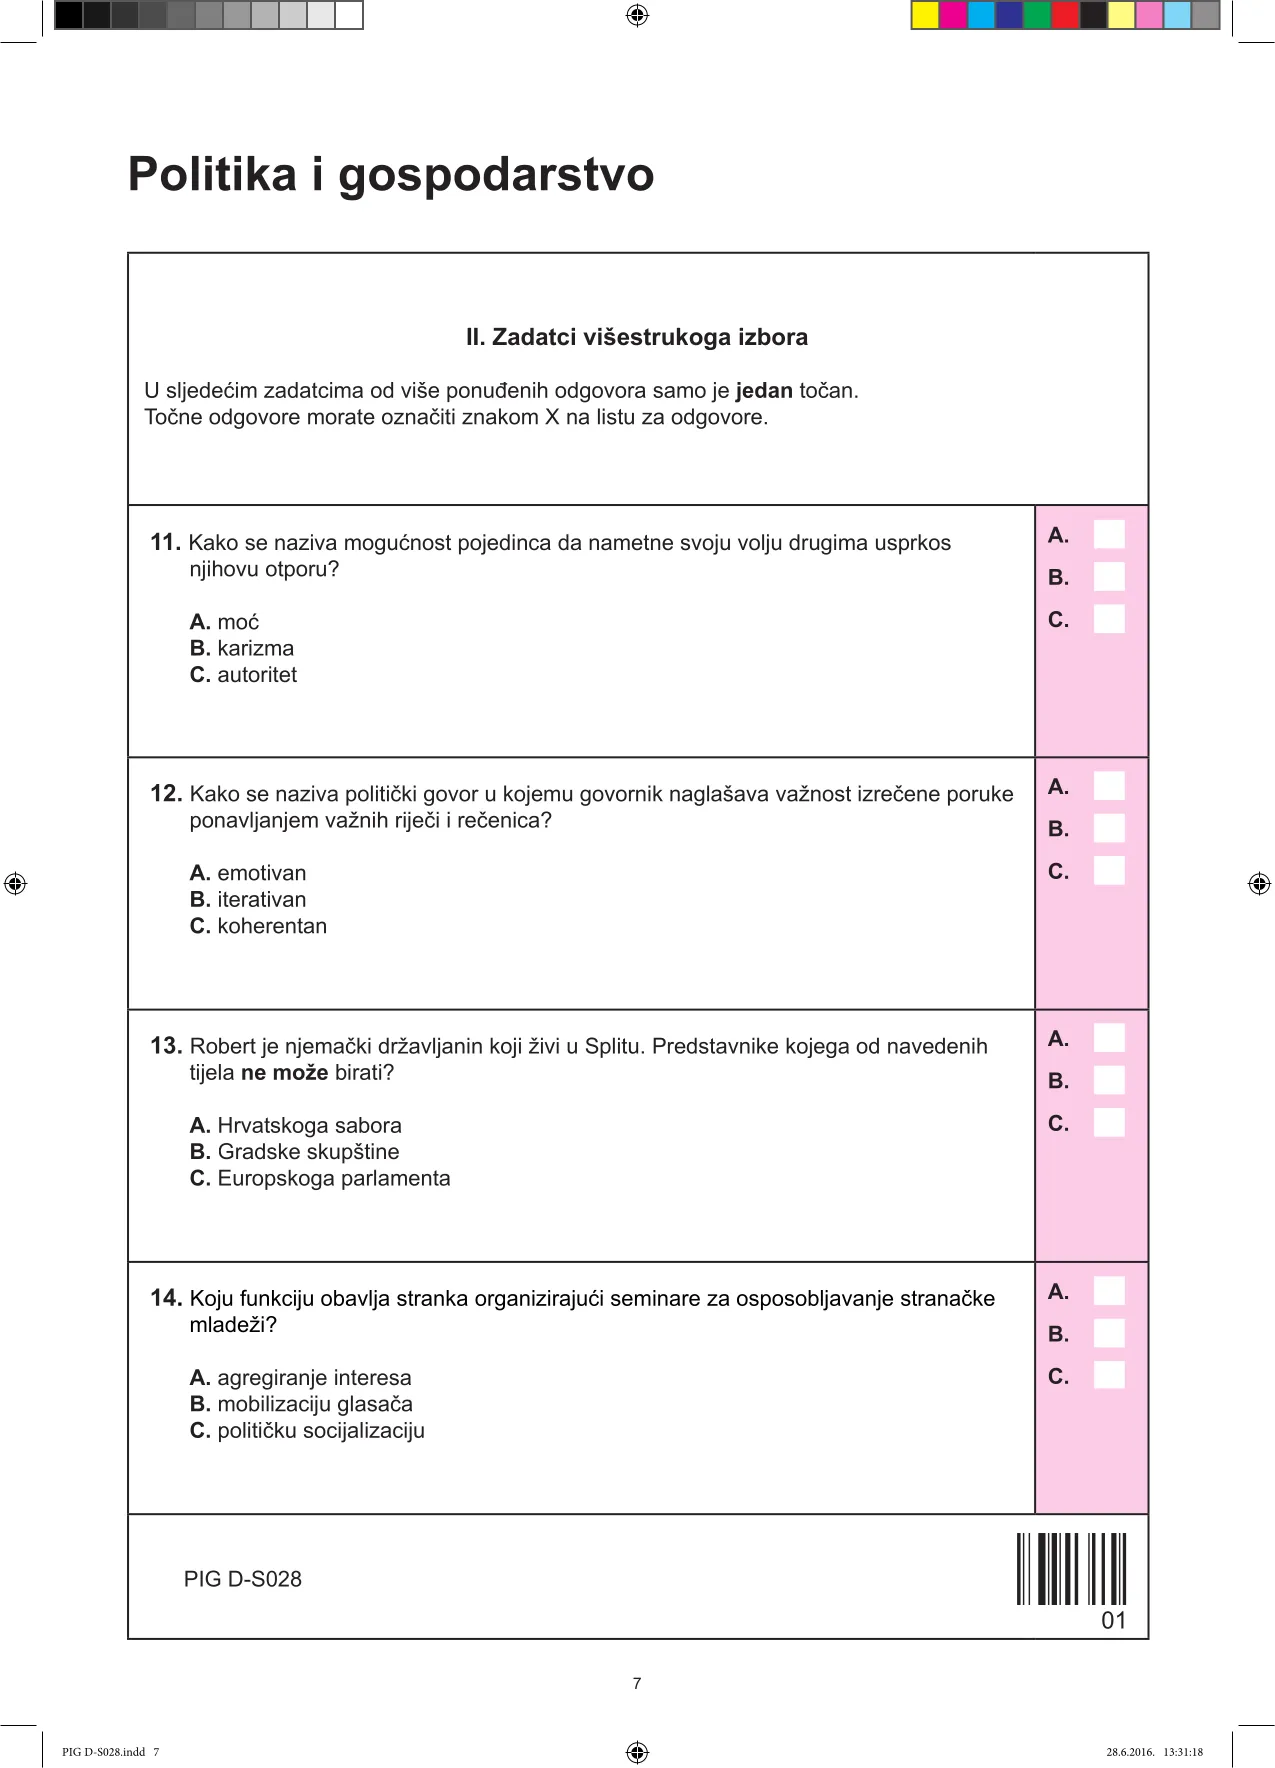 Politika i gospodarstvo
II. Zadatci višestrukoga izbora
U sljedećim zadatcima od više ponuđenih odgovora samo je jedan točan.
Točne odgovore morate označiti znakom X na listu za odgovore.
11. Kako se naziva mogućnost pojedinca da nametne svoju volju drugima usprkos
njihovu otporu?
A. moć
B. karizma
C. autoritet
A.
B.
C.
12. Kako se naziva politički govor u kojemu govornik naglašava važnost izrečene poruke
ponavljanjem važnih riječi i rečenica?
A. emotivan
B. iterativan
C. koherentan
A.
B.
C.
13. Robert je njemački državljanin koji živi u Splitu. Predstavnike kojega od navedenih
tijela ne može birati?
A. Hrvatskoga sabora
B. Gradske skupštine
C. Europskoga parlamenta
A.
B.
C.
14. Koju funkciju obavlja stranka organizirajući seminare za osposobljavanje stranačke
mladeži?
A. agregiranje interesa
B. mobilizaciju glasača
C. političku socijalizaciju
A.
B.
C.
PIG D-S028
01
7
PIG D-S028.indd 7
28.6.2016. 13:31:18